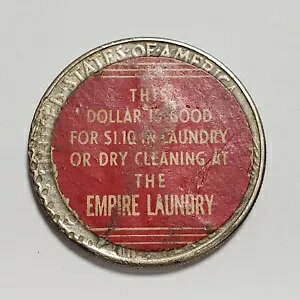 UNITED STATES OF AMERICA
THIS
DOLLAR IS GOOD
FOR $1.10 IN LAUNDRY
OR DRY CLEANING AT
THE
EMPIRE LAUNDRY